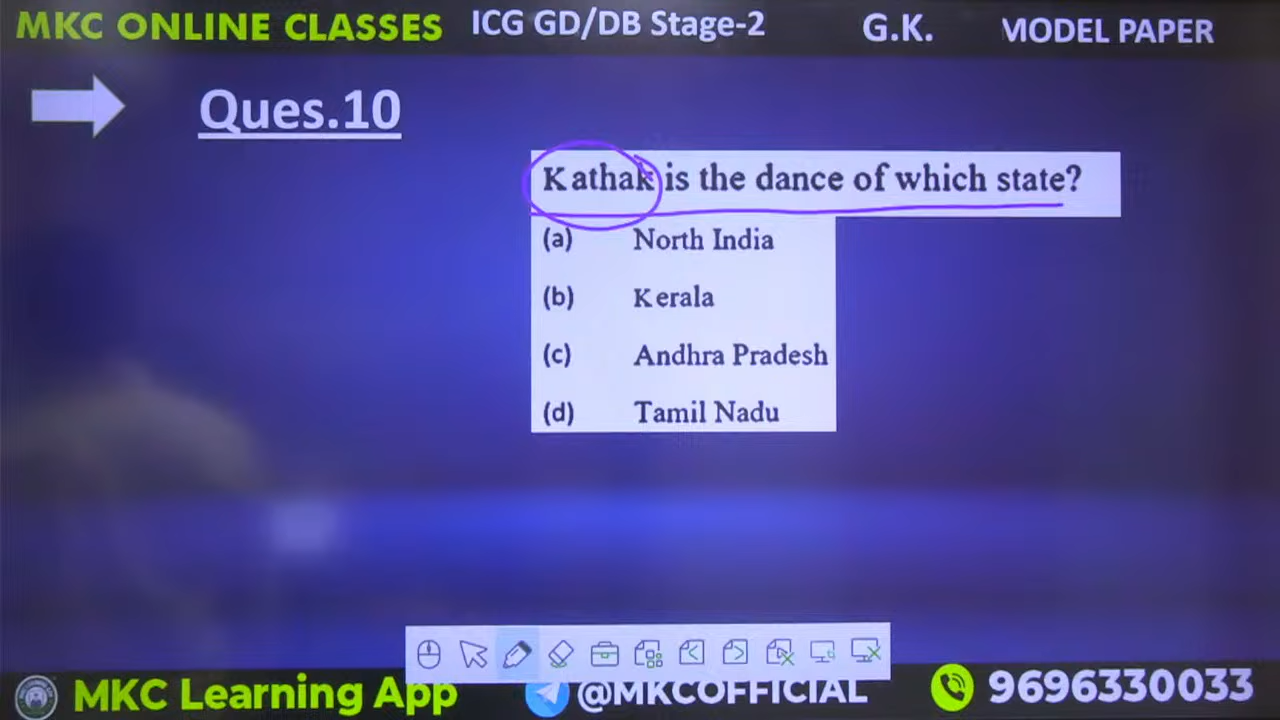 MKC ONLINE CLASSES ICG GD/DB Stage-2 G.K. MODEL PAPER
Ques.10
Kathak is the dance of which state?
(a) North India
(b) Kerala
(c) Andhra Pradesh
(d) Tamil Nadu
MKC Learning App @MKCOFFICIAL 9696330033